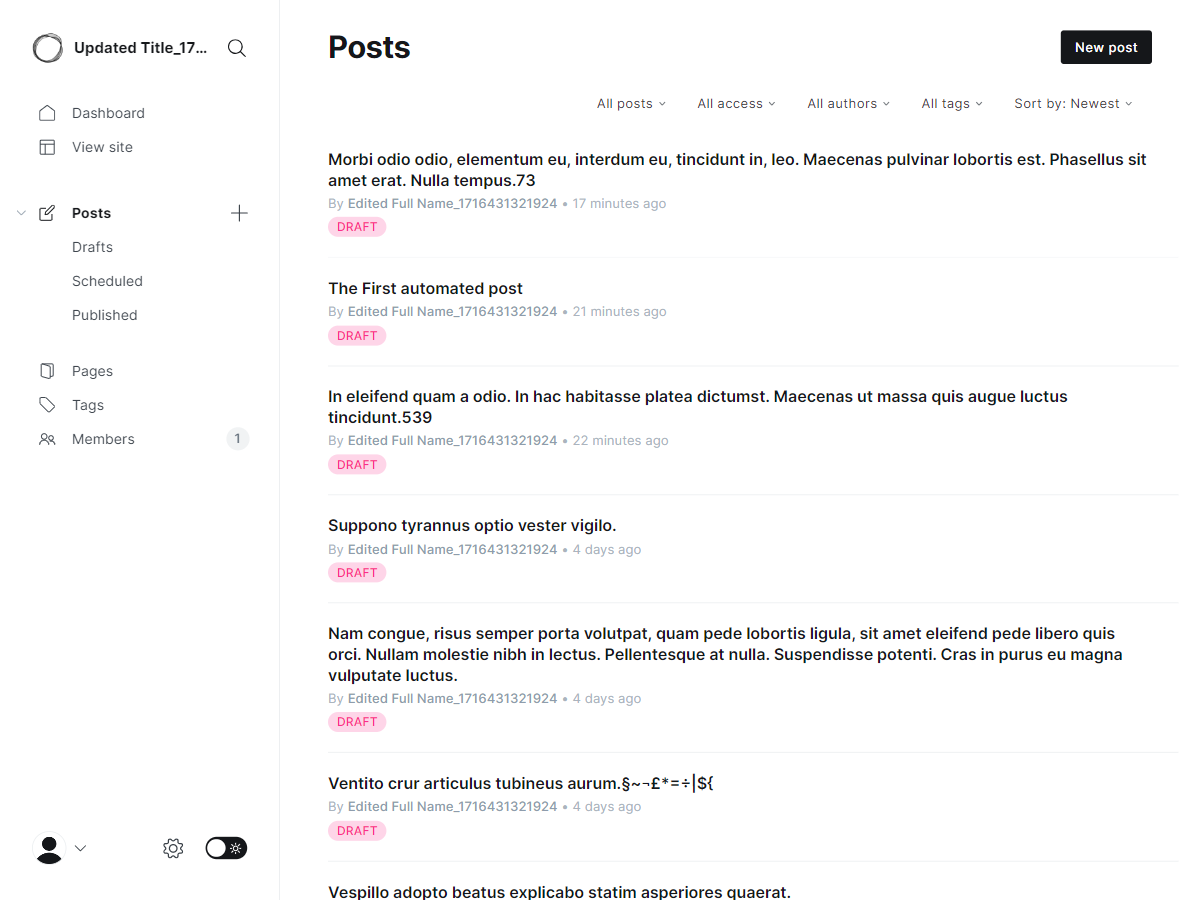 Updated Title_17...
Dashboard
View site
Posts
Drafts
Scheduled
Published
Pages
Tags
Members
1
Posts
New post
All posts
All access
All authors
All tags
Sort by: Newest
Morbi odio odio, elementum eu, interdum eu, tincidunt in, leo. Maecenas pulvinar lobortis est. Phasellus sit
amet erat. Nulla tempus.73
By Edited Full Name_1716431321924 • 17 minutes ago
DRAFT
The First automated post
By Edited Full Name_1716431321924 • 21 minutes ago
DRAFT
In eleifend quam a odio. In hac habitasse platea dictumst. Maecenas ut massa quis augue luctus
tincidunt.539
By Edited Full Name_1716431321924 • 22 minutes ago
DRAFT
Suppono tyrannus optio vester vigilo.
By Edited Full Name_1716431321924 • 4 days ago
DRAFT
Nam congue, risus semper porta volutpat, quam pede lobortis ligula, sit amet eleifend pede libero quis
orci. Nullam molestie nibh in lectus. Pellentesque at nulla. Suspendisse potenti. Cras in purus eu magna
vulputate luctus.
By Edited Full Name_1716431321924 • 4 days ago
DRAFT
Ventito crur articulus tubineus aurum.§~¬£*=÷|${
By Edited Full Name_1716431321924 • 4 days ago
DRAFT
Vespillo adopto beatus explicabo statim asperiores quaerat.